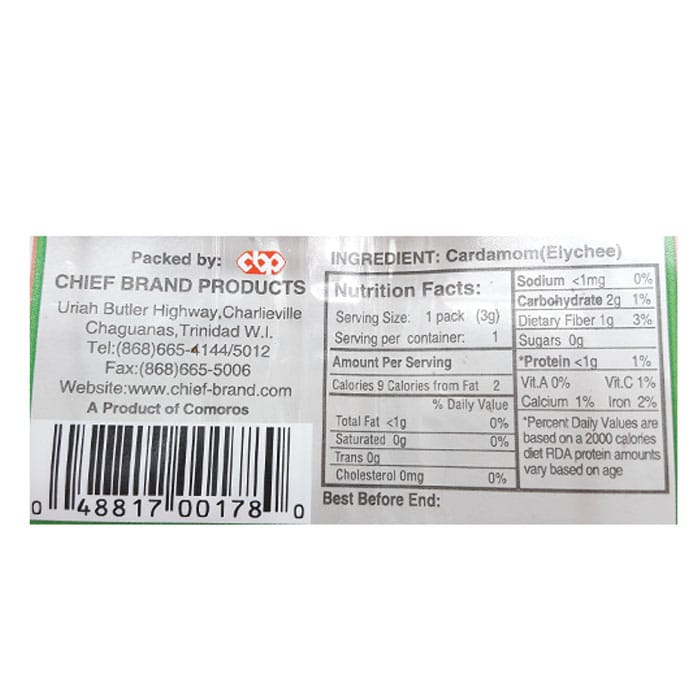 Packed by: cbp
CHIEF BRAND PRODUCTS
Uriah Butler Highway,Charlieville
Chaguanas,Trinidad W.I.
Tel:(868)665-4144/5012
Fax:(868)665-5006
Website:www.chief-brand.com
A Product of Comoros
0 48817 00178 0
INGREDIENT: Cardamom(Elychee)
Nutrition Facts:
Serving Size: 1 pack (3g)
Serving per container: 1
Amount Per Serving
Calories 9 Calories from Fat 2
% Daily Value
Total Fat <1g 0%
Saturated 0g 0%
Trans 0g
Cholesterol 0mg 0%
Sodium <1mg 0%
Carbohydrate 2g 1%
Dietary Fiber 1g 3%
Sugars 0g
*Protein <1g 1%
Vit.A 0% Vit.C 1%
Calcium 1% Iron 2%
*Percent Daily Values are
based on a 2000 calories
diet RDA protein amounts
vary based on age
Best Before End: